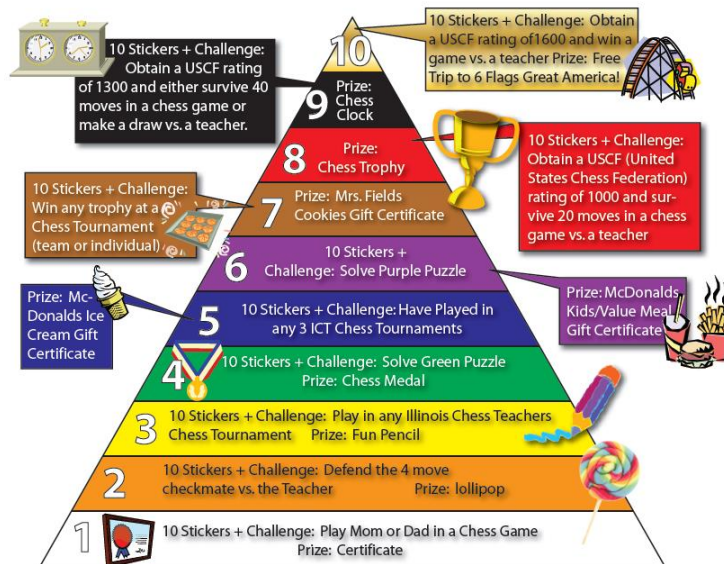 10
10 Stickers + Challenge: Obtain
a USCF rating of1600 and win a
game vs. a teacher Prize: Free
Trip to 6 Flags Great America!
10 Stickers + Challenge:
Obtain a USCF rating
of 1300 and either survive 40
moves in a chess game or
make a draw vs. a teacher.
9
Prize:
Chess
Clock
8
Prize:
Chess Trophy
10 Stickers + Challenge:
Obtain a USCF (United
States Chess Federation)
rating of 1000 and sur-
vive 20 moves in a chess
game vs. a teacher
10 Stickers + Challenge:
Win any trophy at a
Chess Tournament
(team or individual)
7
Prize: Mrs. Fields
Cookies Gift Certificate
6
10 Stickers +
Challenge: Solve Purple Puzzle
Prize: McDonalds
Kids/Value Meal
Gift Certificate
Prize: Mc-
Donalds Ice
Cream Gift
Certificate
5
10 Stickers + Challenge: Have Played in
any 3 ICT Chess Tournaments
4
10 Stickers + Challenge: Solve Green Puzzle
Prize: Chess Medal
3
10 Stickers + Challenge: Play in any Illinois Chess Teachers
Chess Tournament Prize: Fun Pencil
2
10 Stickers + Challenge: Defend the 4 move
checkmate vs. the Teacher Prize: lollipop
1
10 Stickers + Challenge: Play Mom or Dad in a Chess Game
Prize: Certificate